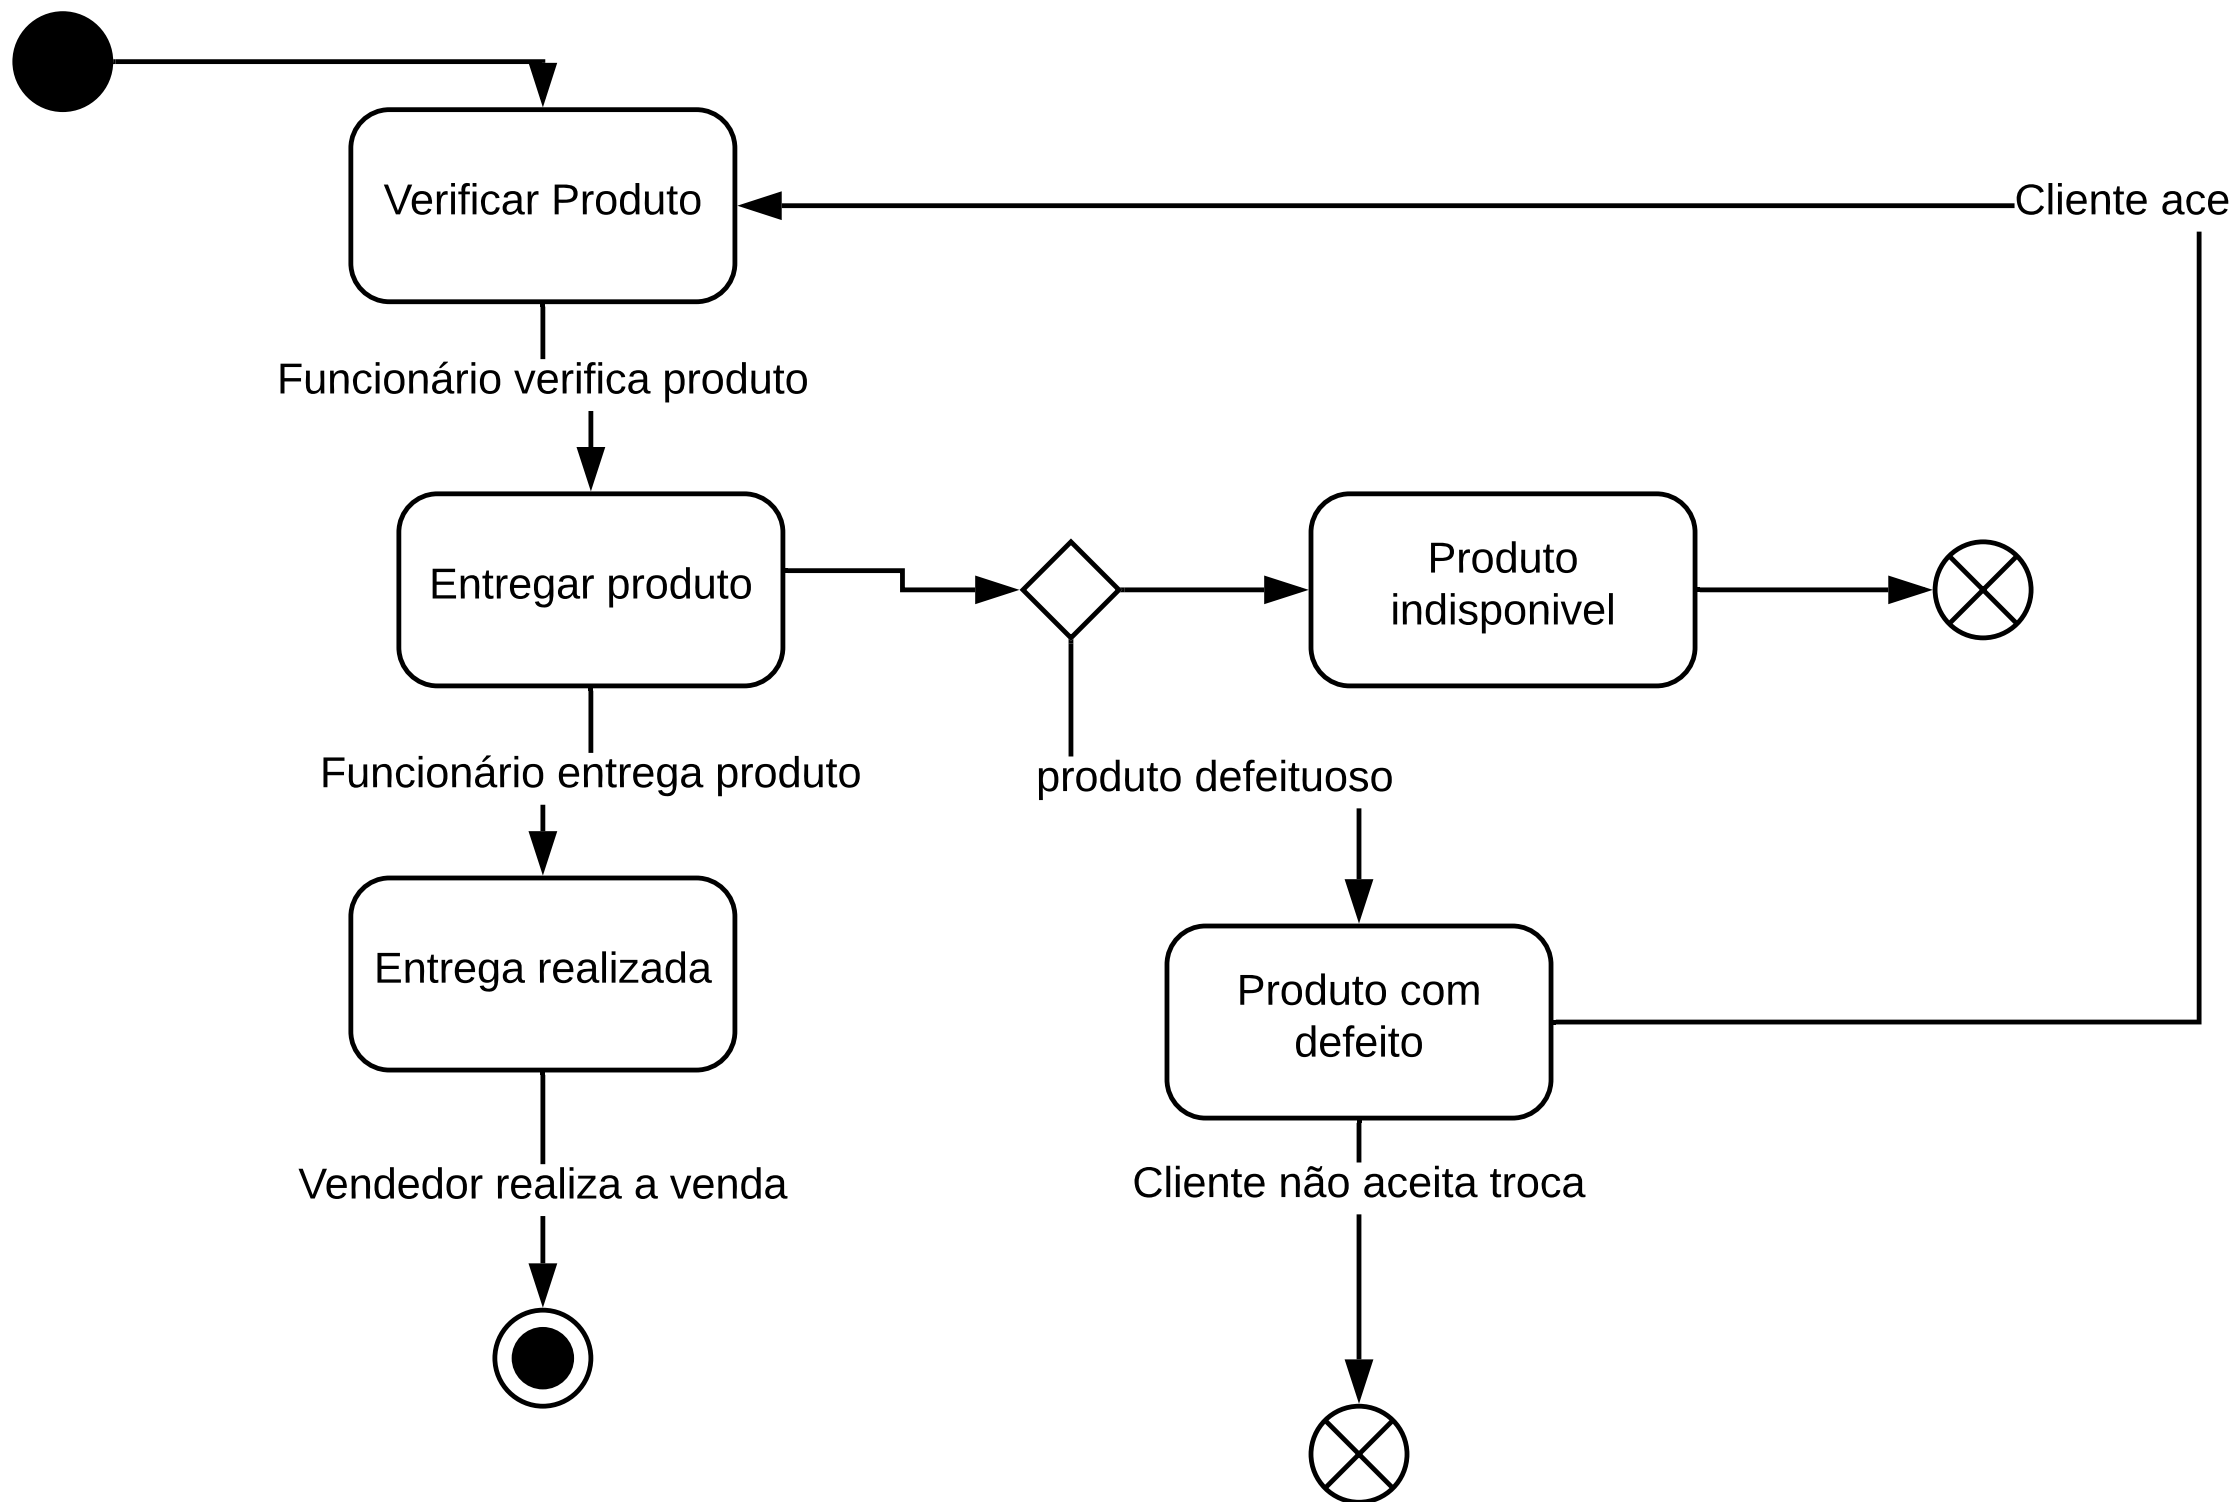 Verificar Produto
Cliente ace
Funcionário verifica produto
Entregar produto
Produto
indisponivel
Funcionário entrega produto
produto defeituoso
Entrega realizada
Produto com
defeito
Vendedor realiza a venda
Cliente não aceita troca